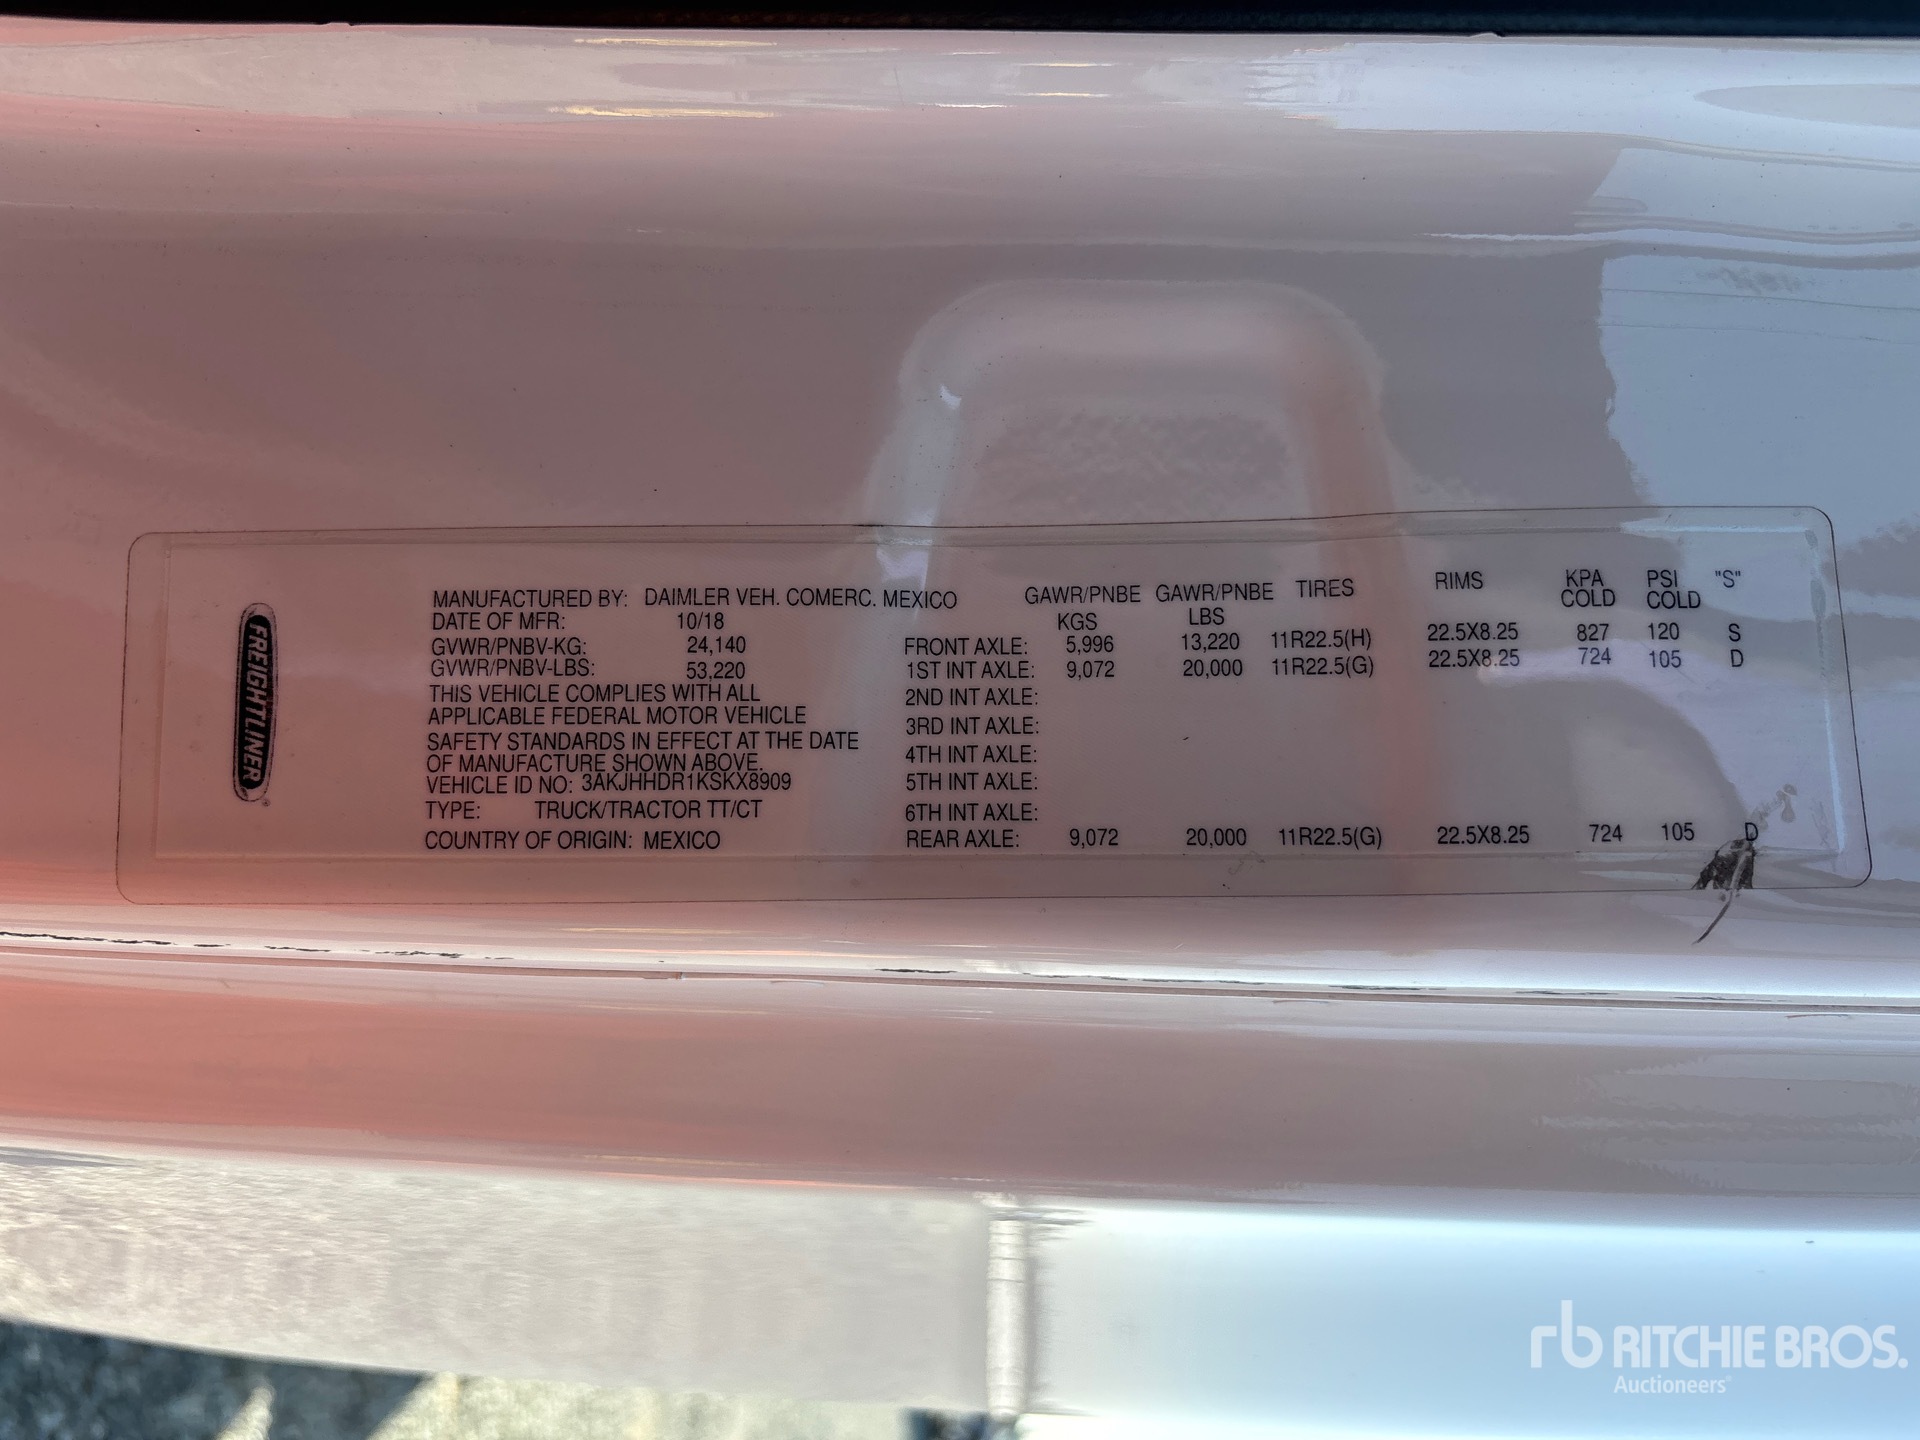 FREIGHTLINER
MANUFACTURED BY: DAIMLER VEH. COMERC. MEXICO
DATE OF MFR: 10/18
GVWR/PNBV-KG: 24,140
GVWR/PNBV-LBS: 53,220
THIS VEHICLE COMPLIES WITH ALL
APPLICABLE FEDERAL MOTOR VEHICLE
SAFETY STANDARDS IN EFFECT AT THE DATE
OF MANUFACTURE SHOWN ABOVE.
VEHICLE ID NO: 3AKJHHDR1KSKX8909
TYPE: TRUCK/TRACTOR TT/CT
COUNTRY OF ORIGIN: MEXICO
GAWR/PNBE KGS GAWR/PNBE LBS TIRES RIMS KPA COLD PSI COLD "S"
FRONT AXLE: 5,996 13,220 11R22.5(H) 22.5X8.25 827 120 S
1ST INT AXLE: 9,072 20,000 11R22.5(G) 22.5X8.25 724 105 D
2ND INT AXLE:
3RD INT AXLE:
4TH INT AXLE:
5TH INT AXLE:
6TH INT AXLE:
REAR AXLE: 9,072 20,000 11R22.5(G) 22.5X8.25 724 105 D
rb RITCHIE BROS.
Auctioneers